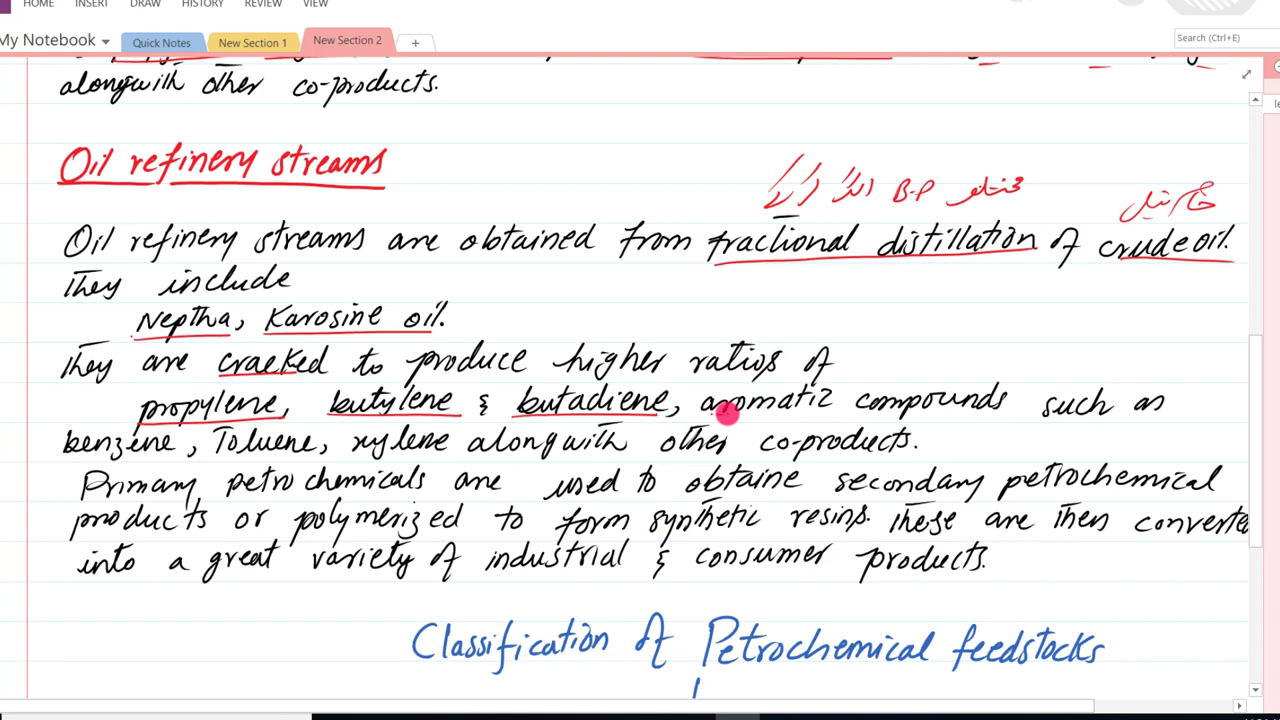 HOME INSERT DRAW HISTORY REVIEW VIEW
My Notebook Quick Notes New Section 1 New Section 2 + Search (Ctrl+E)
alongwith other co-products.
Oil refinery streams
B.P مختلف
خام تیل
Oil refinery streams are obtained from fractional distillation of crude oil.
They include
Neptha, Karosine oil.
They are cracked to produce higher ratios of
propylene, butylene & butadiene, aromatic compounds such as
benzene, Toluene, xylene alongwith other co-products.
Primary petrochemicals are used to obtaine secondary petrochemical
products or polymerized to form synthetic resins. These are then converte
into a great variety of industrial & consumer products.
Classification of Petrochemical feedstocks